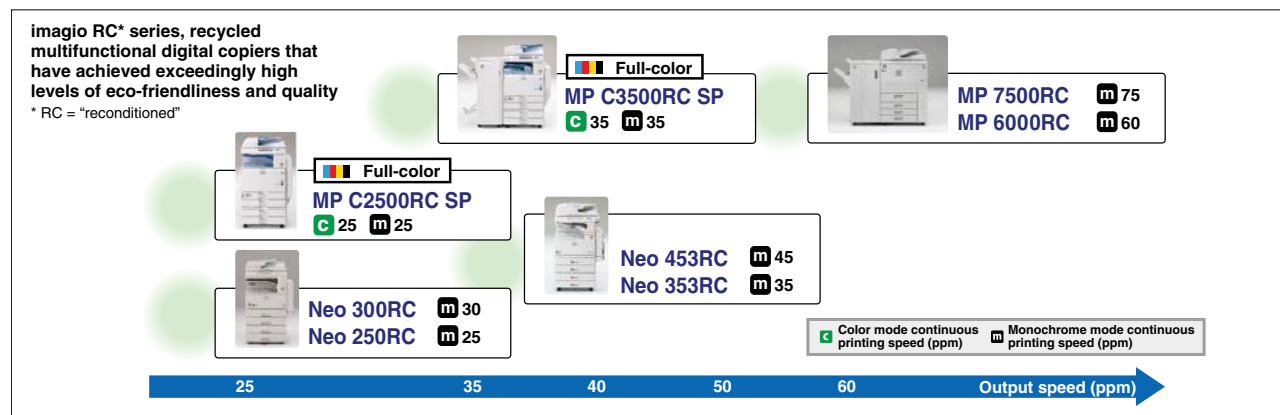 imagio RC* series, recycled
multifunctional digital copiers that
have achieved exceedingly high
levels of eco-friendliness and quality
* RC = “reconditioned”
Full-color
MP C3500RC SP
c 35 m 35
MP 7500RC m 75
MP 6000RC m 60
Full-color
MP C2500RC SP
c 25 m 25
Neo 453RC m 45
Neo 353RC m 35
Neo 300RC m 30
Neo 250RC m 25
c Color mode continuous
printing speed (ppm)
m Monochrome mode continuous
printing speed (ppm)
25 35 40 50 60 Output speed (ppm)